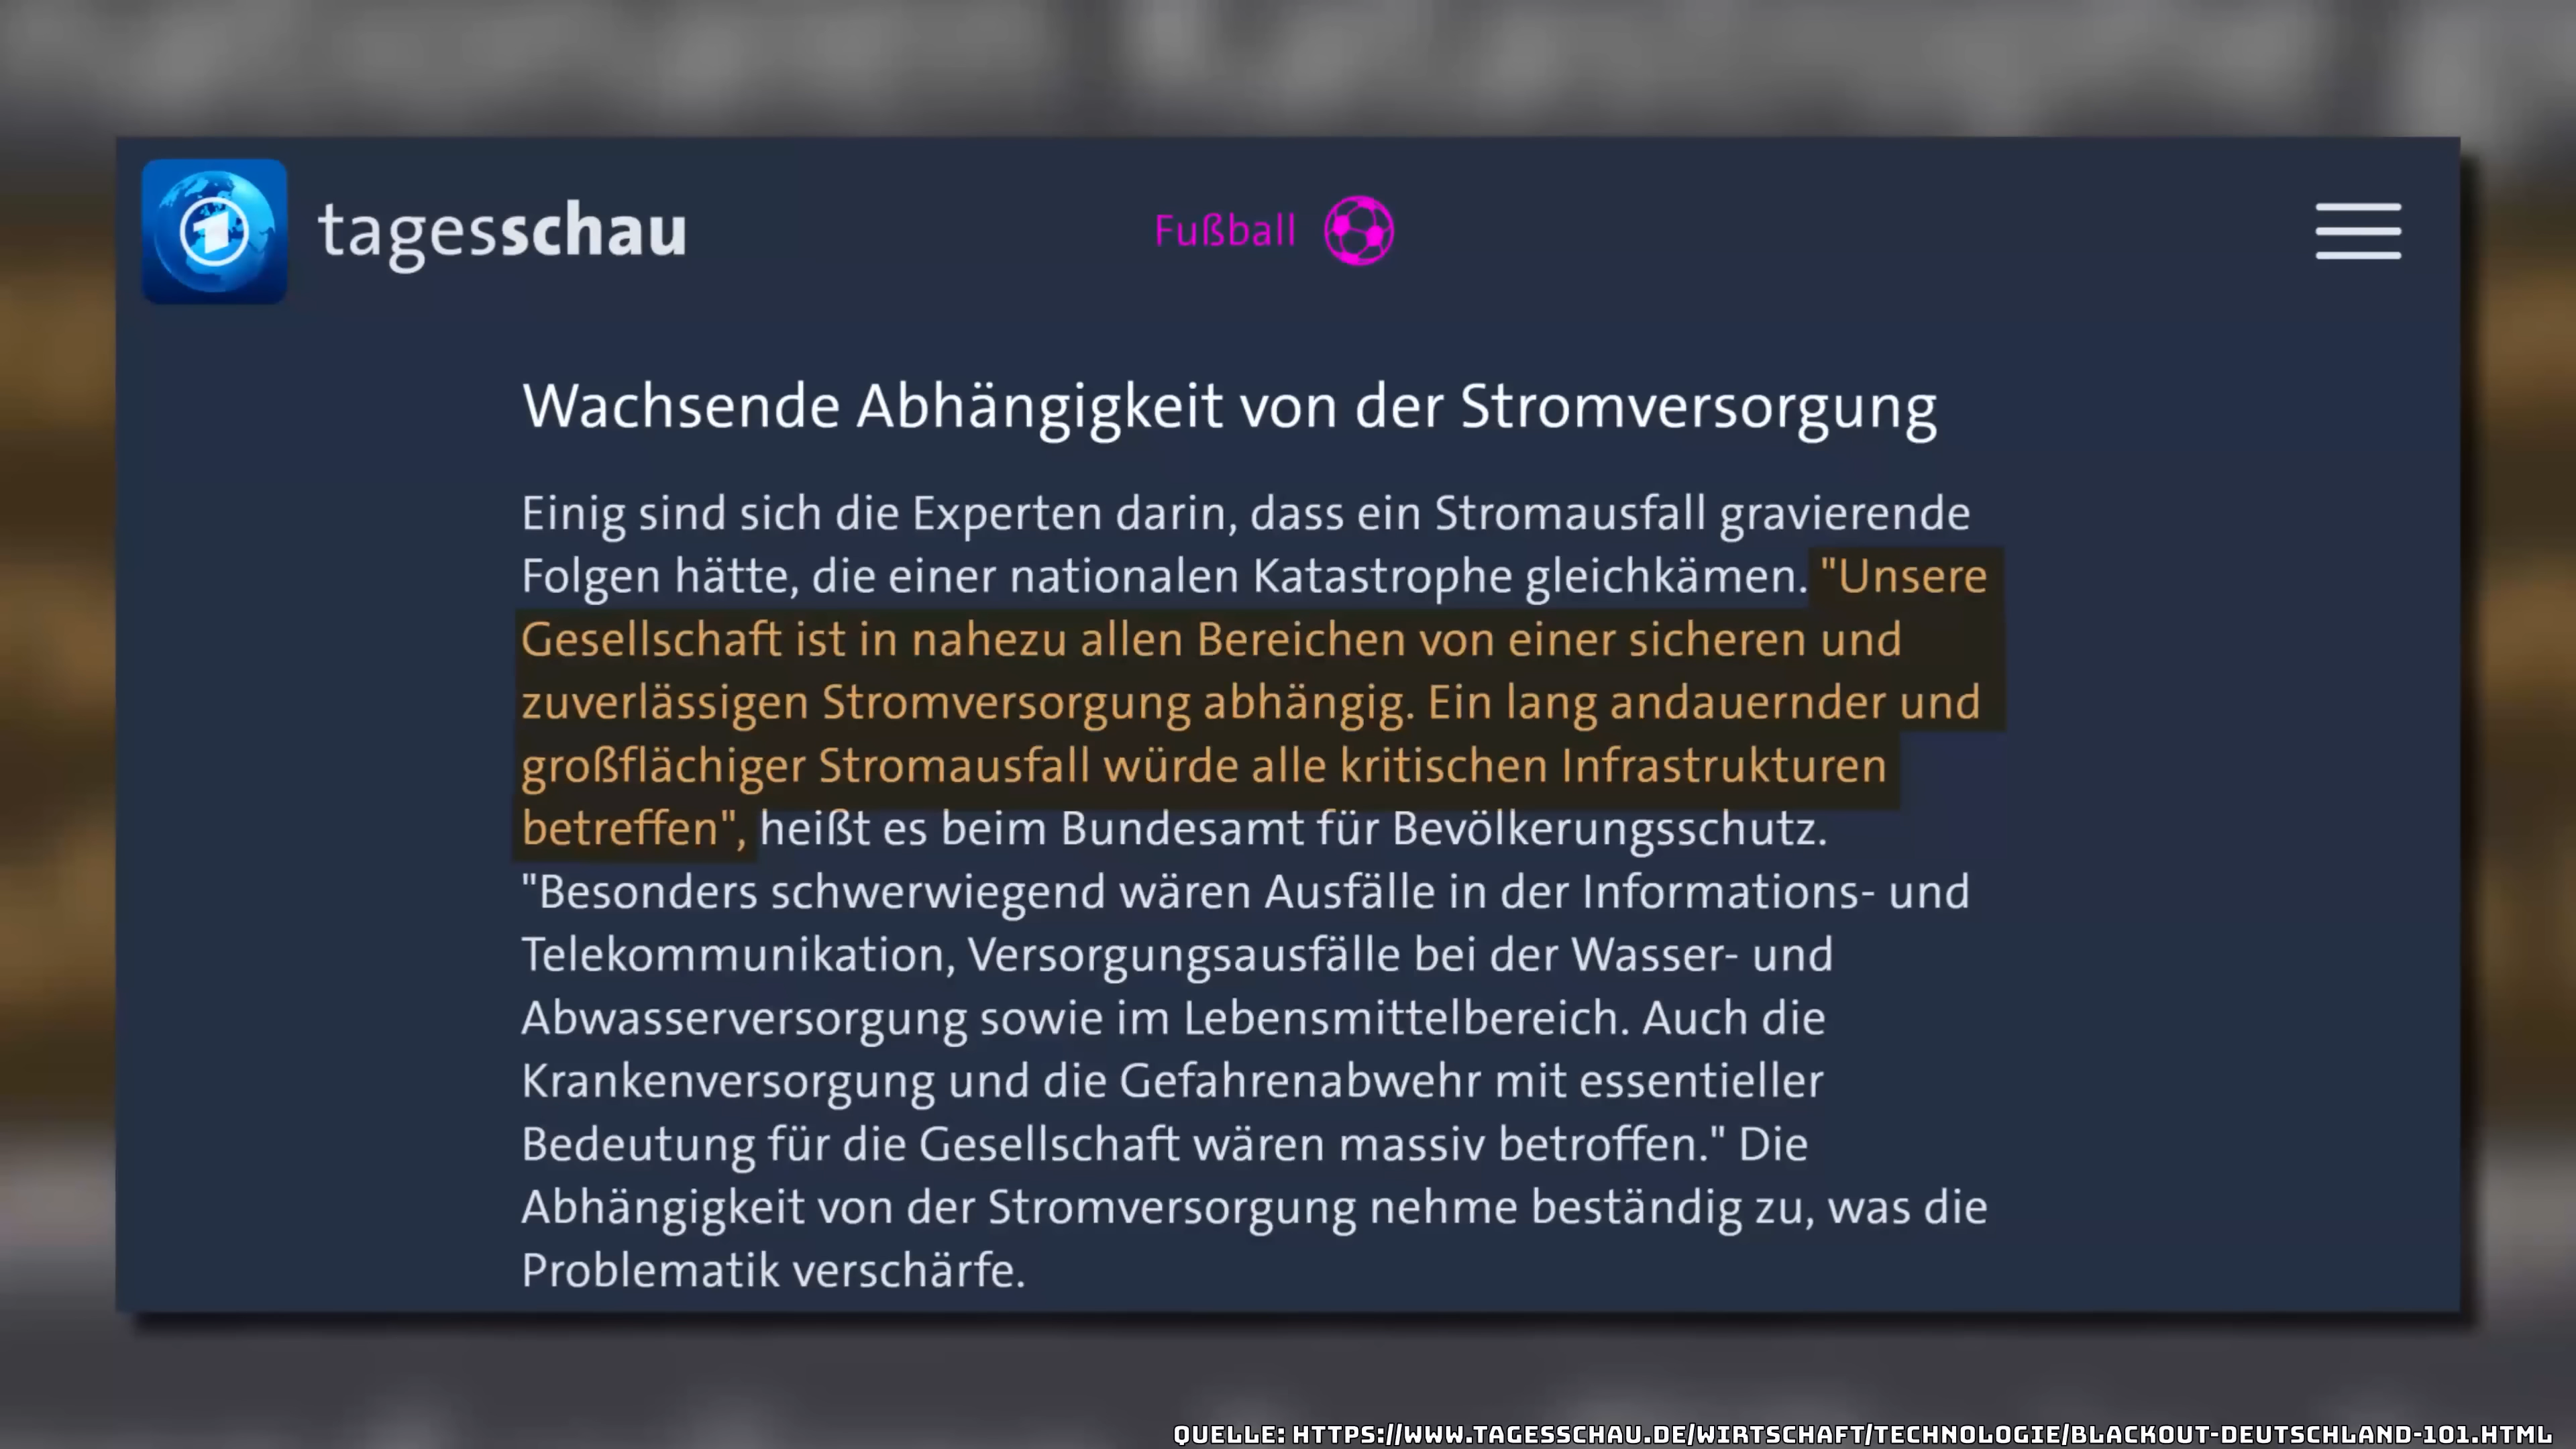 tagesschau
Fußball
Wachsende Abhängigkeit von der Stromversorgung
Einig sind sich die Experten darin, dass ein Stromausfall gravierende
Folgen hätte, die einer nationalen Katastrophe gleichkämen. "Unsere
Gesellschaft ist in nahezu allen Bereichen von einer sicheren und
zuverlässigen Stromversorgung abhängig. Ein lang andauernder und
großflächiger Stromausfall würde alle kritischen Infrastrukturen
betreffen", heißt es beim Bundesamt für Bevölkerungsschutz.
"Besonders schwerwiegend wären Ausfälle in der Informations- und
Telekommunikation, Versorgungsausfälle bei der Wasser- und
Abwasserversorgung sowie im Lebensmittelbereich. Auch die
Krankenversorgung und die Gefahrenabwehr mit essentieller
Bedeutung für die Gesellschaft wären massiv betroffen." Die
Abhängigkeit von der Stromversorgung nehme beständig zu, was die
Problematik verschärfe.
QUELLE: HTTPS://WWW.TAGESSCHAU.DE/WIRTSCHAFT/TECHNOLOGIE/BLACKOUT-DEUTSCHLAND-101.HTML